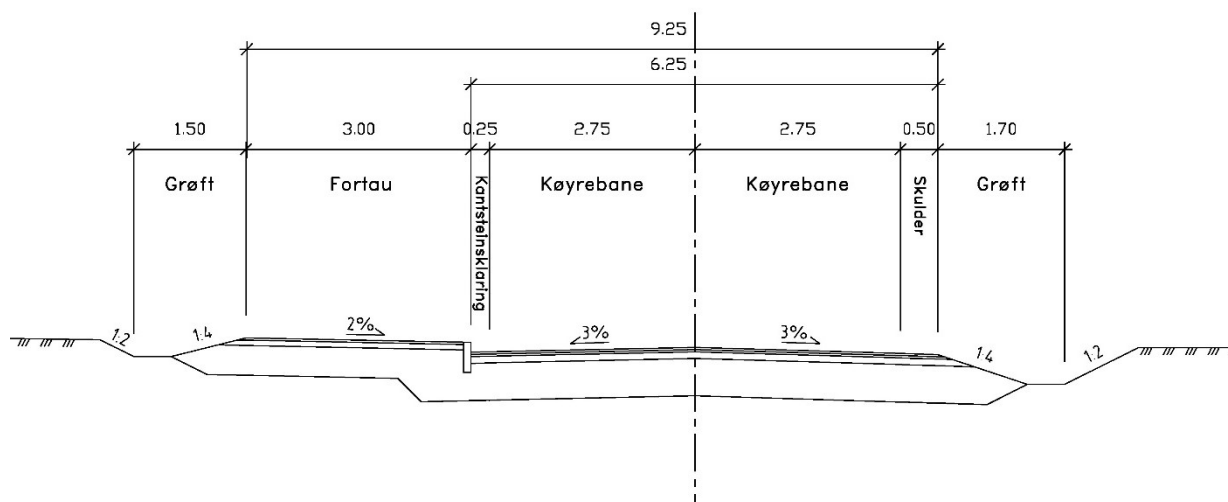 9.25
6.25
1.50 3.00 0.25 2.75 2.75 0.50 1.70
Grøft Fortau Kantsteinsklaring Køyrebane Køyrebane Skulder Grøft
1:2 1:4 2% 3% 3% 1:4 1:2